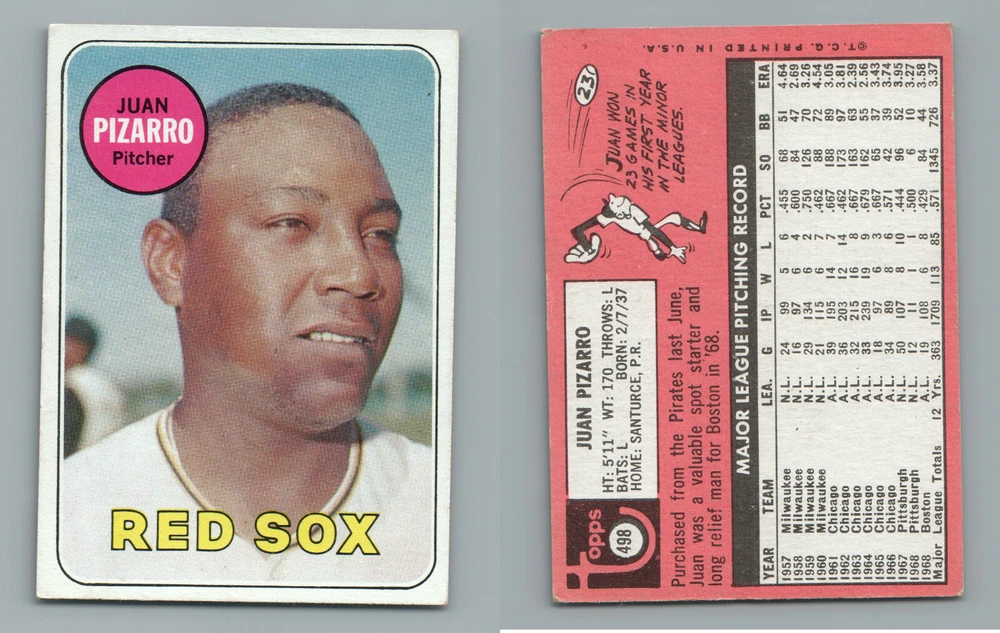 JUAN
PIZARRO
Pitcher
RED SOX
topps
498
JUAN PIZARRO
HT: 5'11" WT: 170 THROWS: L
BATS: L BORN: 2/7/37
HOME: SANTURCE, P.R.
23
JUAN WON
23 GAMES IN
HIS FIRST YEAR
IN THE MINOR
LEAGUES.
Purchased from the Pirates last June,
Juan was a valuable spot starter and
long relief man for Boston in '68.
MAJOR LEAGUE PITCHING RECORD
YEAR TEAM LEA. G IP W L PCT SO BB ERA
1957 Milwaukee N.L. 24 99 5 6 .455 68 51 4.64
1958 Milwaukee N.L. 16 97 6 4 .600 84 47 2.69
1959 Milwaukee N.L. 29 134 6 2 .750 126 70 3.26
1960 Milwaukee N.L. 21 115 6 7 .462 88 72 4.54
1961 Chicago A.L. 39 195 14 7 .667 188 89 3.05
1962 Chicago A.L. 36 203 12 14 .462 173 97 3.81
1963 Chicago A.L. 32 215 16 8 .667 163 63 2.39
1964 Chicago A.L. 33 239 19 9 .679 162 55 2.56
1965 Chicago A.L. 18 97 6 3 .667 65 37 3.43
1966 Chicago A.L. 34 89 8 6 .571 42 39 3.74
1967 Pittsburgh N.L. 50 107 8 10 .444 96 52 3.95
1968 Pittsburgh N.L. 12 11 1 1 .500 6 10 3.27
1968 Boston A.L. 19 108 6 8 .429 84 44 3.58
Major League Totals 12 Yrs. 363 1709 113 85 .571 1345 726 3.37
©T.C.G. PRINTED IN U.S.A.